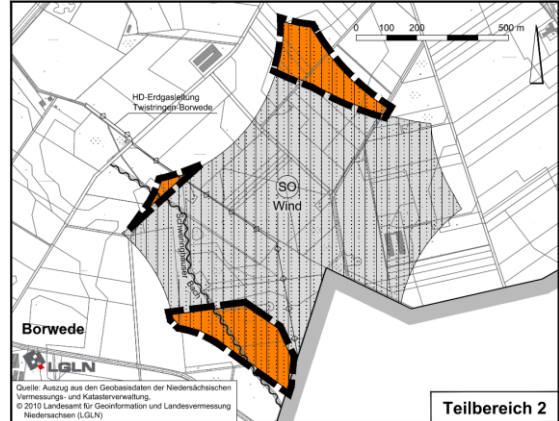 0 100 200 500 m
HD-Erdgasleitung
Twistringen-Borwede
SO
Wind
Borwede
LGLN
Quelle: Auszug aus den Geobasisdaten der Niedersächsischen
Vermessungs- und Katasterverwaltung,
© 2010 Landesamt für Geoinformation und Landesvermessung
Niedersachsen (LGLN)
Teilbereich 2